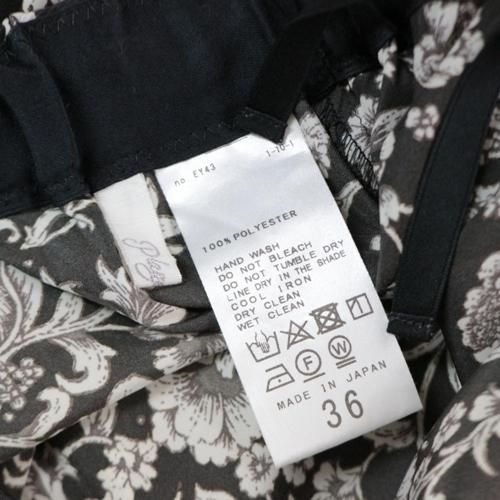 no. EY43 1-10-1
100% POLYESTER
HAND WASH
DO NOT BLEACH
DO NOT TUMBLE DRY
LINE DRY IN THE SHADE
COOL IRON
DRY CLEAN
WET CLEAN
F W
MADE IN JAPAN
36